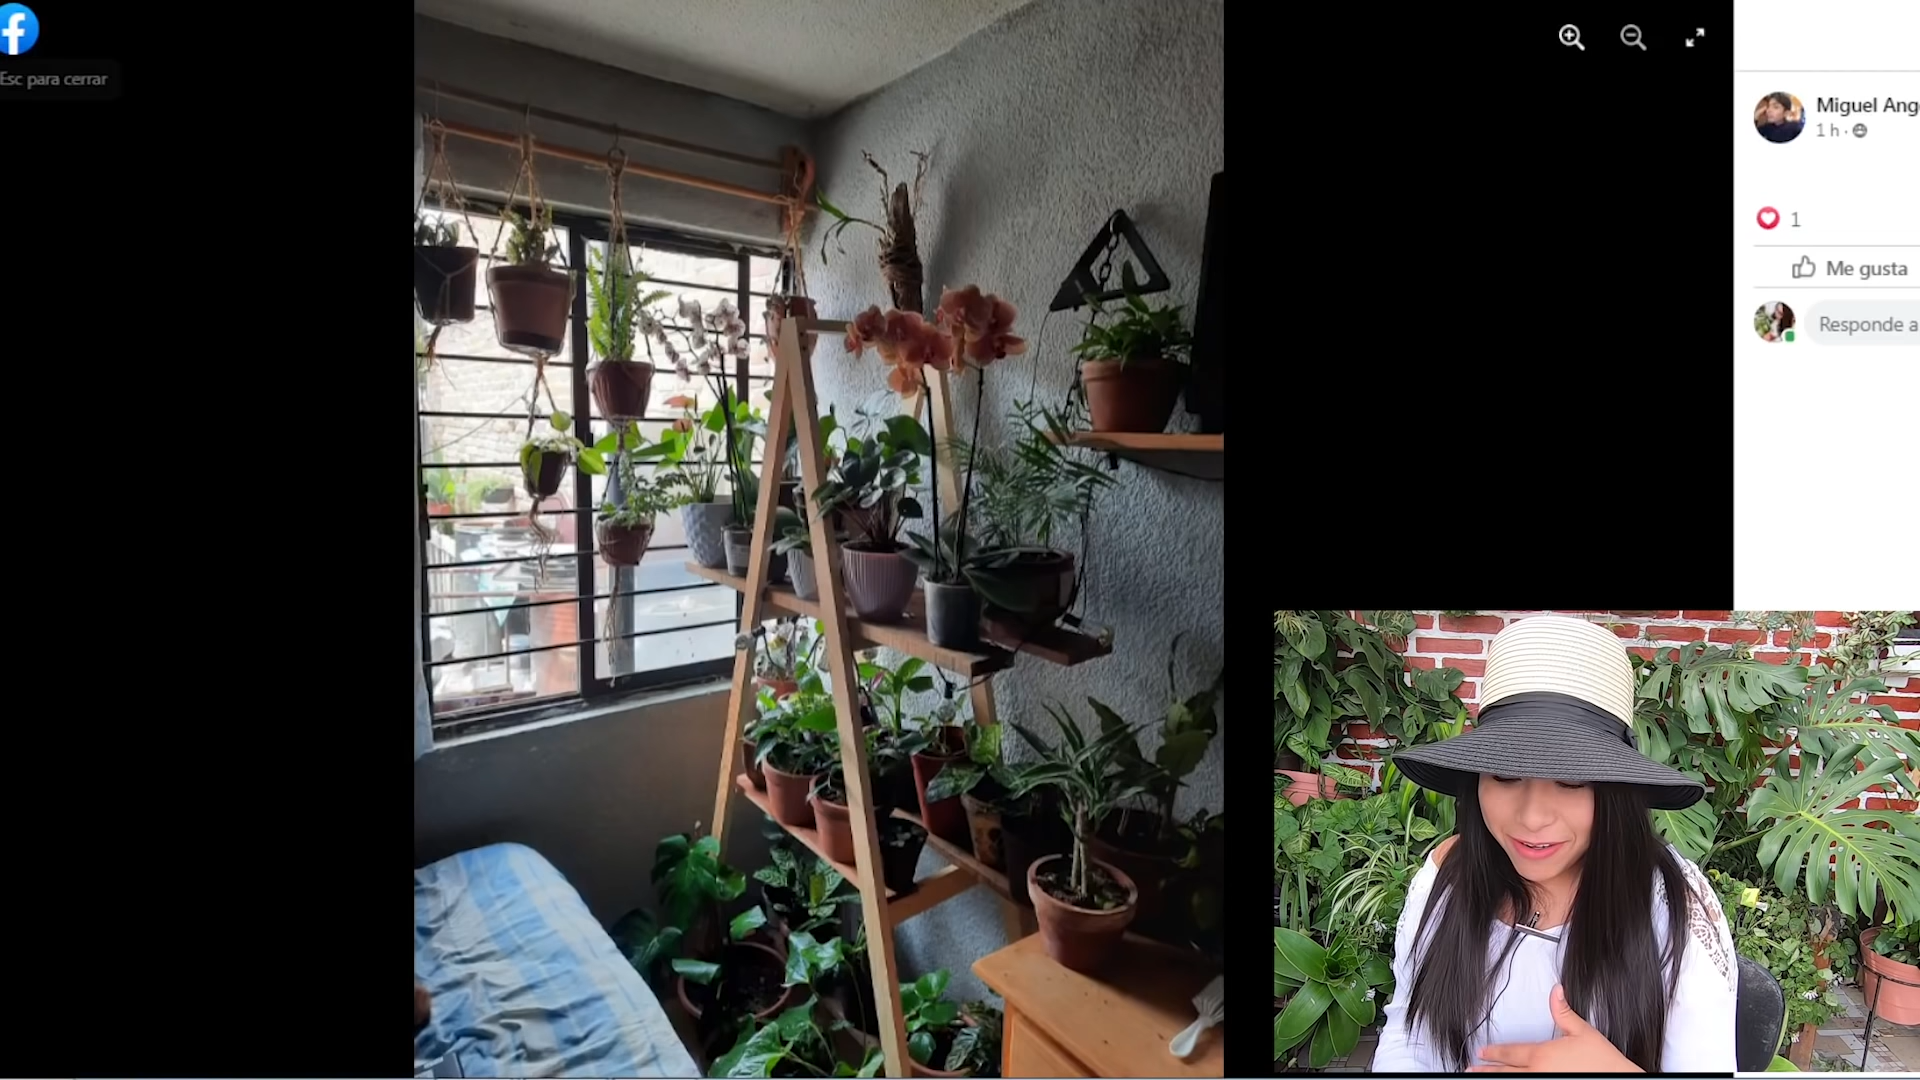 Esc para cerrar
Miguel Ang
1 h ·
1
Me gusta
Responde a